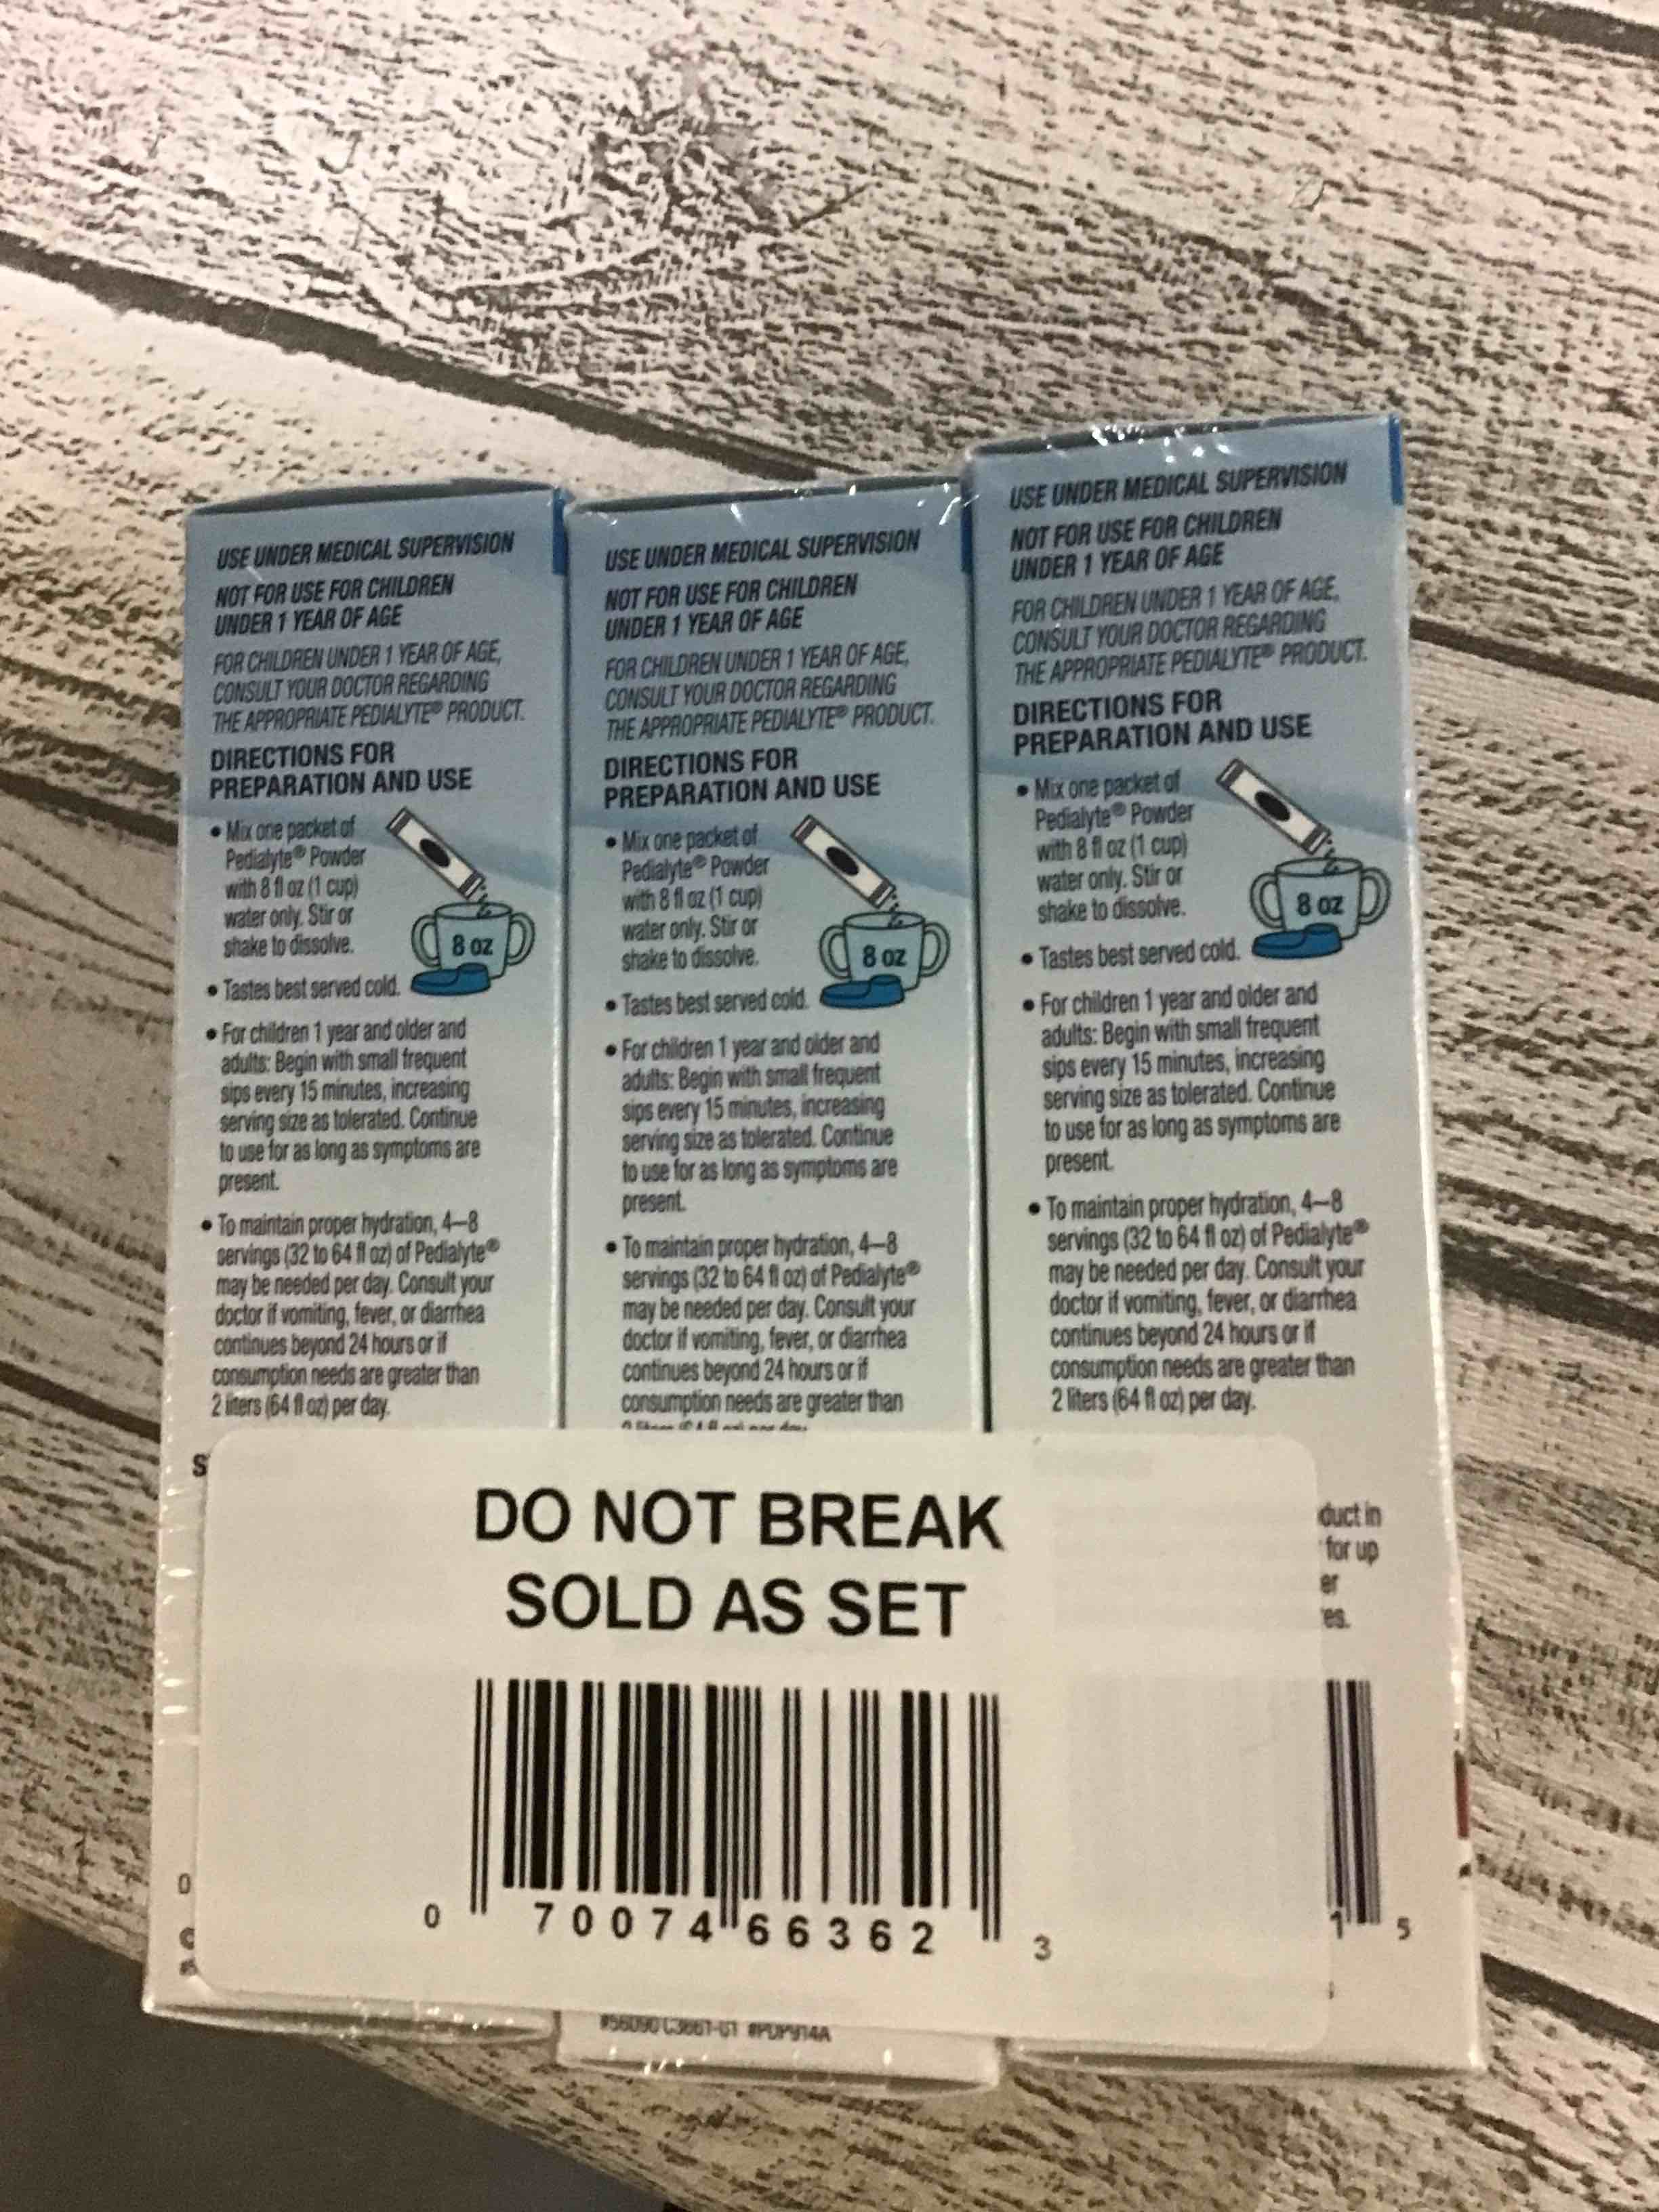 USE UNDER MEDICAL SUPERVISION
NOT FOR USE FOR CHILDREN
UNDER 1 YEAR OF AGE
FOR CHILDREN UNDER 1 YEAR OF AGE,
CONSULT YOUR DOCTOR REGARDING
THE APPROPRIATE PEDIALYTE® PRODUCT.
DIRECTIONS FOR
PREPARATION AND USE
• Mix one packet of
Pedialyte® Powder
with 8 fl oz (1 cup)
water only. Stir or
shake to dissolve.
8 oz
• Tastes best served cold.
• For children 1 year and older and
adults: Begin with small frequent
sips every 15 minutes, increasing
serving size as tolerated. Continue
to use for as long as symptoms are
present.
• To maintain proper hydration, 4–8
servings (32 to 64 fl oz) of Pedialyte®
may be needed per day. Consult your
doctor if vomiting, fever, or diarrhea
continues beyond 24 hours or if
consumption needs are greater than
2 liters (64 fl oz) per day.
USE UNDER MEDICAL SUPERVISION
NOT FOR USE FOR CHILDREN
UNDER 1 YEAR OF AGE
FOR CHILDREN UNDER 1 YEAR OF AGE,
CONSULT YOUR DOCTOR REGARDING
THE APPROPRIATE PEDIALYTE® PRODUCT.
DIRECTIONS FOR
PREPARATION AND USE
• Mix one packet of
Pedialyte® Powder
with 8 fl oz (1 cup)
water only. Stir or
shake to dissolve.
8 oz
• Tastes best served cold.
• For children 1 year and older and
adults: Begin with small frequent
sips every 15 minutes, increasing
serving size as tolerated. Continue
to use for as long as symptoms are
present.
• To maintain proper hydration, 4–8
servings (32 to 64 fl oz) of Pedialyte®
may be needed per day. Consult your
doctor if vomiting, fever, or diarrhea
continues beyond 24 hours or if
consumption needs are greater than
USE UNDER MEDICAL SUPERVISION
NOT FOR USE FOR CHILDREN
UNDER 1 YEAR OF AGE
FOR CHILDREN UNDER 1 YEAR OF AGE,
CONSULT YOUR DOCTOR REGARDING
THE APPROPRIATE PEDIALYTE® PRODUCT.
DIRECTIONS FOR
PREPARATION AND USE
• Mix one packet of
Pedialyte® Powder
with 8 fl oz (1 cup)
water only. Stir or
shake to dissolve.
8 oz
• Tastes best served cold.
• For children 1 year and older and
adults: Begin with small frequent
sips every 15 minutes, increasing
serving size as tolerated. Continue
to use for as long as symptoms are
present.
• To maintain proper hydration, 4–8
servings (32 to 64 fl oz) of Pedialyte®
may be needed per day. Consult your
doctor if vomiting, fever, or diarrhea
continues beyond 24 hours or if
consumption needs are greater than
2 liters (64 fl oz) per day.
duct in
for up
er
es.
DO NOT BREAK
SOLD AS SET
0 70074 66362 3
1 5